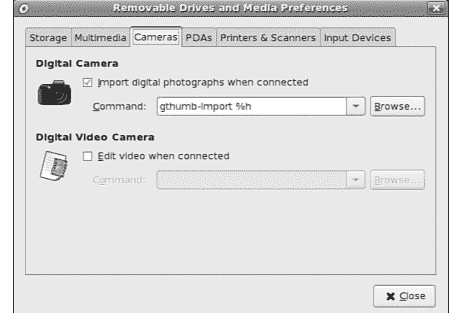 Removable Drives and Media Preferences
Storage Multimedia Cameras PDAs Printers & Scanners Input Devices
Digital Camera
Import digital photographs when connected
Command: gthumb-import %h Browse...
Digital Video Camera
Edit video when connected
Command: Browse...
Close